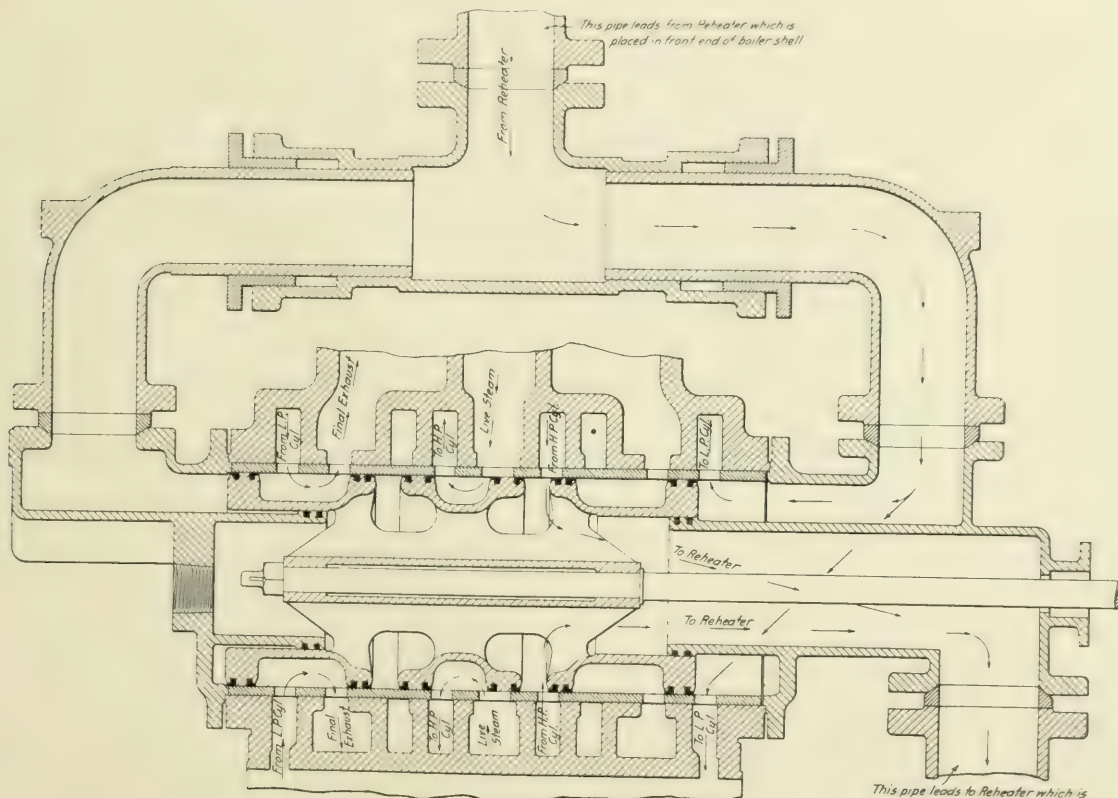 This pipe leads from Reheater which is
placed in front end of boiler shell
From Reheater
Final Exhaust
Live Steam
From L.P.
Cyl
To H.P.
Cyl.
From H.P. Cyl.
To L.P. Cyl
To Reheater
To Reheater
From L.P. Cyl
Final
Exhaust
To H.P.
Cyl.
Live
Steam
From H.P.
Cyl.
To L.P.
Cyl
This pipe leads to Reheater which is